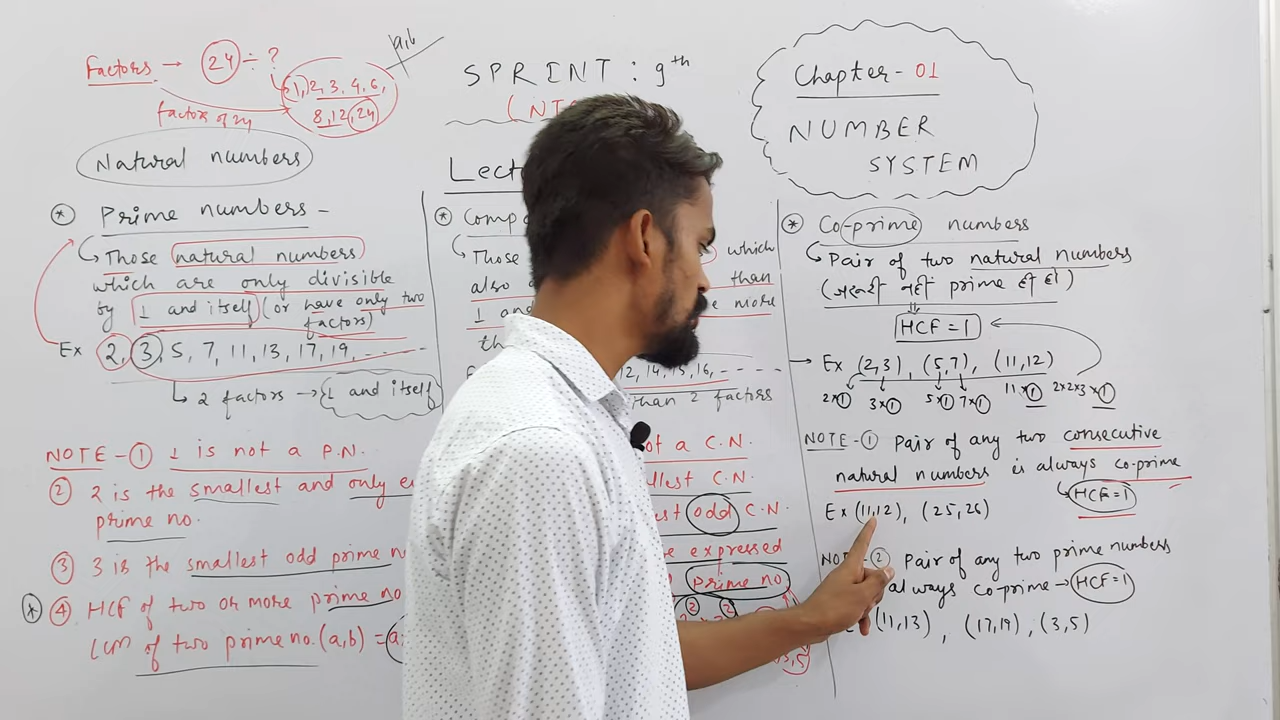 Factors → 24 ÷ ?
1, 2, 3, 4, 6,
8, 12, 24
factors of 24
a,b
Natural numbers
* Prime numbers -
Those natural numbers
which are only divisible
by 1 and itself (or have only two
factors)
Ex 2, 3, 5, 7, 11, 13, 17, 19, ------
2 factors → 1 and itself
NOTE - ① 1 is not a P.N.
② 2 is the smallest and only
prime no.
③ 3 is the smallest odd prime
* ④ HCF of two or more prime no
LCM of two prime no. (a,b) =
SPRINT : 9th
* Comp
Those which
also than
1 and more
th
12, 14, 15, 16, - - - - -
than 2 factors
not a C.N.
C.N.
odd C.N.
be expressed
prime no
Chapter - 01
NUMBER
SYSTEM
* Co-prime numbers
Pair of two natural numbers
नहीं prime ही हो)
HCF = 1
→ Ex (2,3), (5,7), (11,12)
2×1 3×1 5×1 7×1 11×1 2×2×3×1
NOTE - ① Pair of any two consecutive
natural numbers is always co-prime
HCF=1
Ex (11,12), (25,26)
② Pair of any two prime numbers
always co-prime → HCF=1
(11,13), (17,19), (3,5)